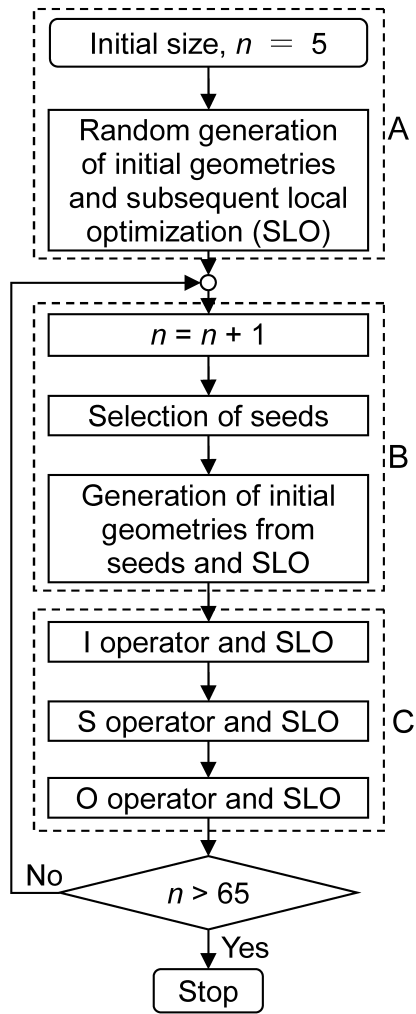 Initial size, n = 5
Random generation
of initial geometries
and subsequent local
optimization (SLO)
A
n = n + 1
Selection of seeds
Generation of initial
geometries from
seeds and SLO
B
I operator and SLO
S operator and SLO
O operator and SLO
C
n > 65
No
Yes
Stop